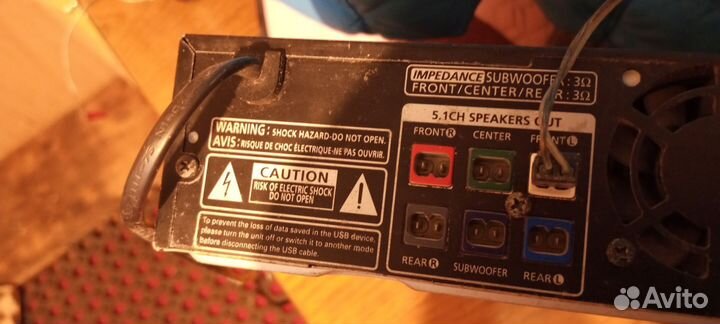 IMPEDANCE SUBWOOFER : 3Ω
FRONT/CENTER/REAR : 3Ω
5.1CH SPEAKERS OUT
FRONT R CENTER FRONT L
REAR R SUBWOOFER REAR L
WARNING: SHOCK HAZARD-DO NOT OPEN.
AVIS: RISQUE DE CHOC ÉLECTRIQUE-NE PAS OUVRIR.
CAUTION
RISK OF ELECTRIC SHOCK
DO NOT OPEN
To prevent the loss of data saved in the USB device,
please turn the unit off or switch it to another mode
before disconnecting the USB cable.
Avito